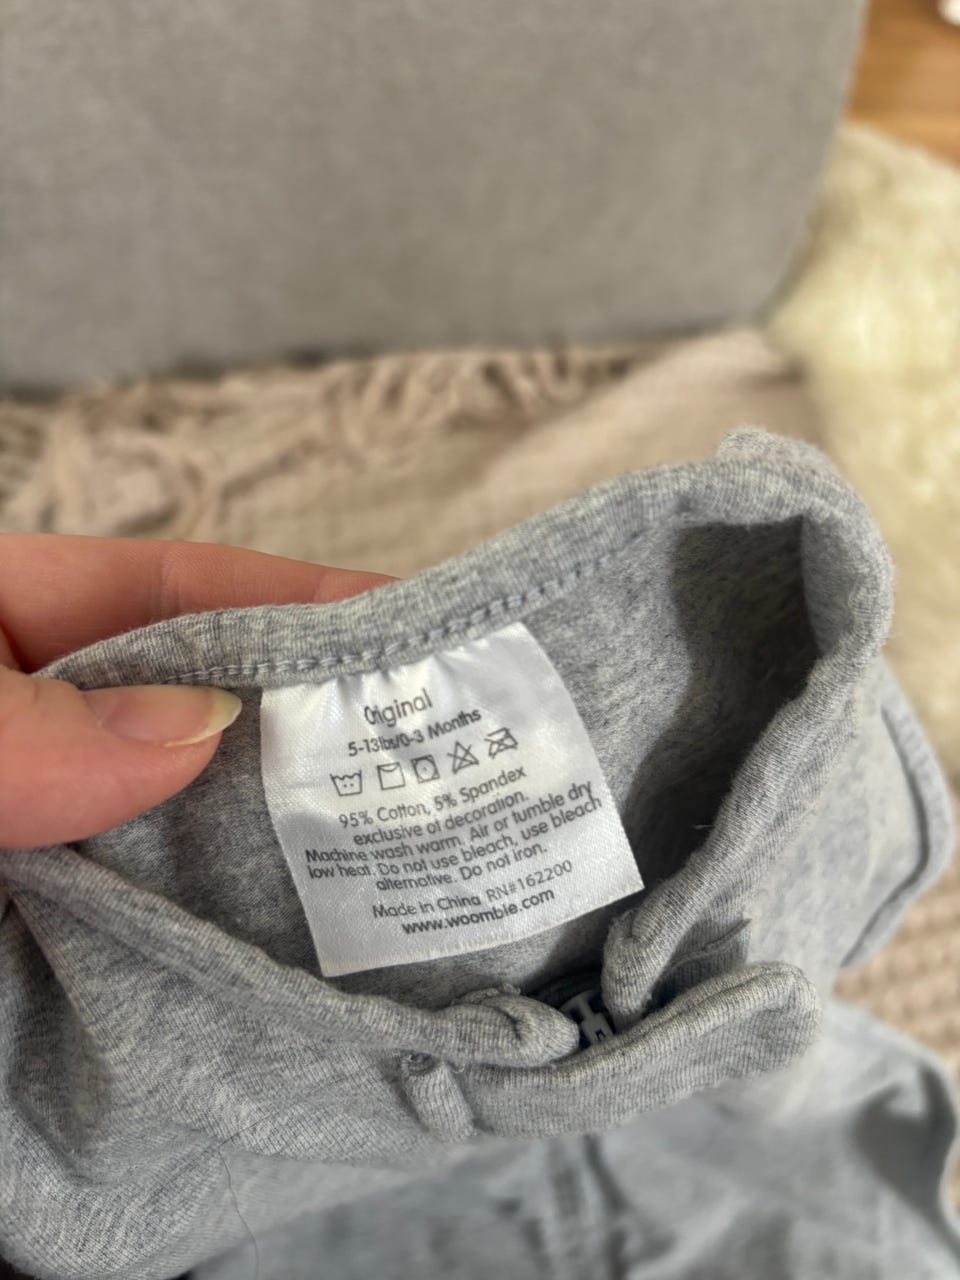 Original
5-13lbs/0-3 Months
95% Cotton, 5% Spandex
exclusive of decoration.
Machine wash warm. Air or tumble dry
low heat. Do not use bleach, use bleach
alternative. Do not iron.
Made in China RN#162200
www.woombie.com